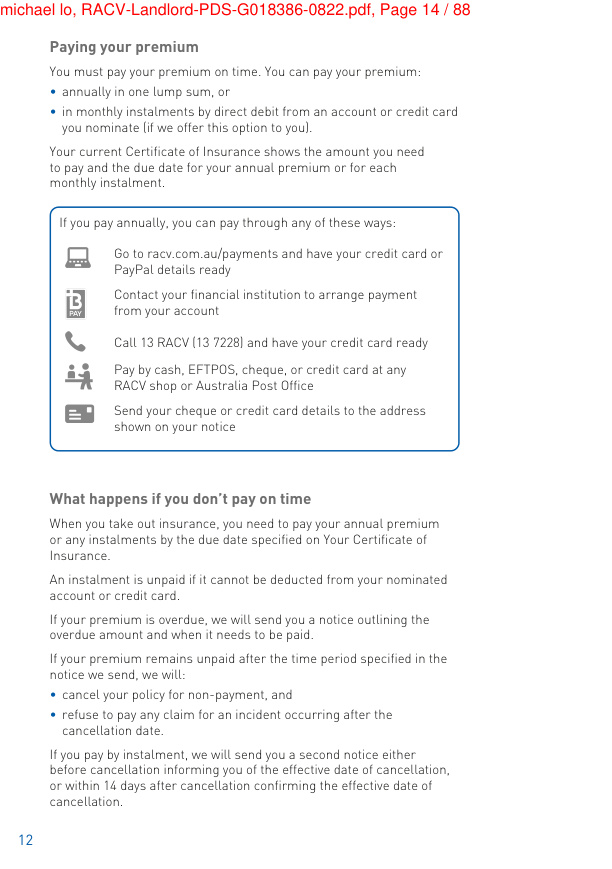 michael lo, RACV-Landlord-PDS-G018386-0822.pdf, Page 14 / 88
Paying your premium
You must pay your premium on time. You can pay your premium:
• annually in one lump sum, or
• in monthly instalments by direct debit from an account or credit card
you nominate (if we offer this option to you).
Your current Certificate of Insurance shows the amount you need
to pay and the due date for your annual premium or for each
monthly instalment.
If you pay annually, you can pay through any of these ways:
Go to racv.com.au/payments and have your credit card or
PayPal details ready
B
PAY
Contact your financial institution to arrange payment
from your account
Call 13 RACV (13 7228) and have your credit card ready
Pay by cash, EFTPOS, cheque, or credit card at any
RACV shop or Australia Post Office
Send your cheque or credit card details to the address
shown on your notice
What happens if you don't pay on time
When you take out insurance, you need to pay your annual premium
or any instalments by the due date specified on Your Certificate of
Insurance.
An instalment is unpaid if it cannot be deducted from your nominated
account or credit card.
If your premium is overdue, we will send you a notice outlining the
overdue amount and when it needs to be paid.
If your premium remains unpaid after the time period specified in the
notice we send, we will:
• cancel your policy for non-payment, and
• refuse to pay any claim for an incident occurring after the
cancellation date.
If you pay by instalment, we will send you a second notice either
before cancellation informing you of the effective date of cancellation,
or within 14 days after cancellation confirming the effective date of
cancellation.
12